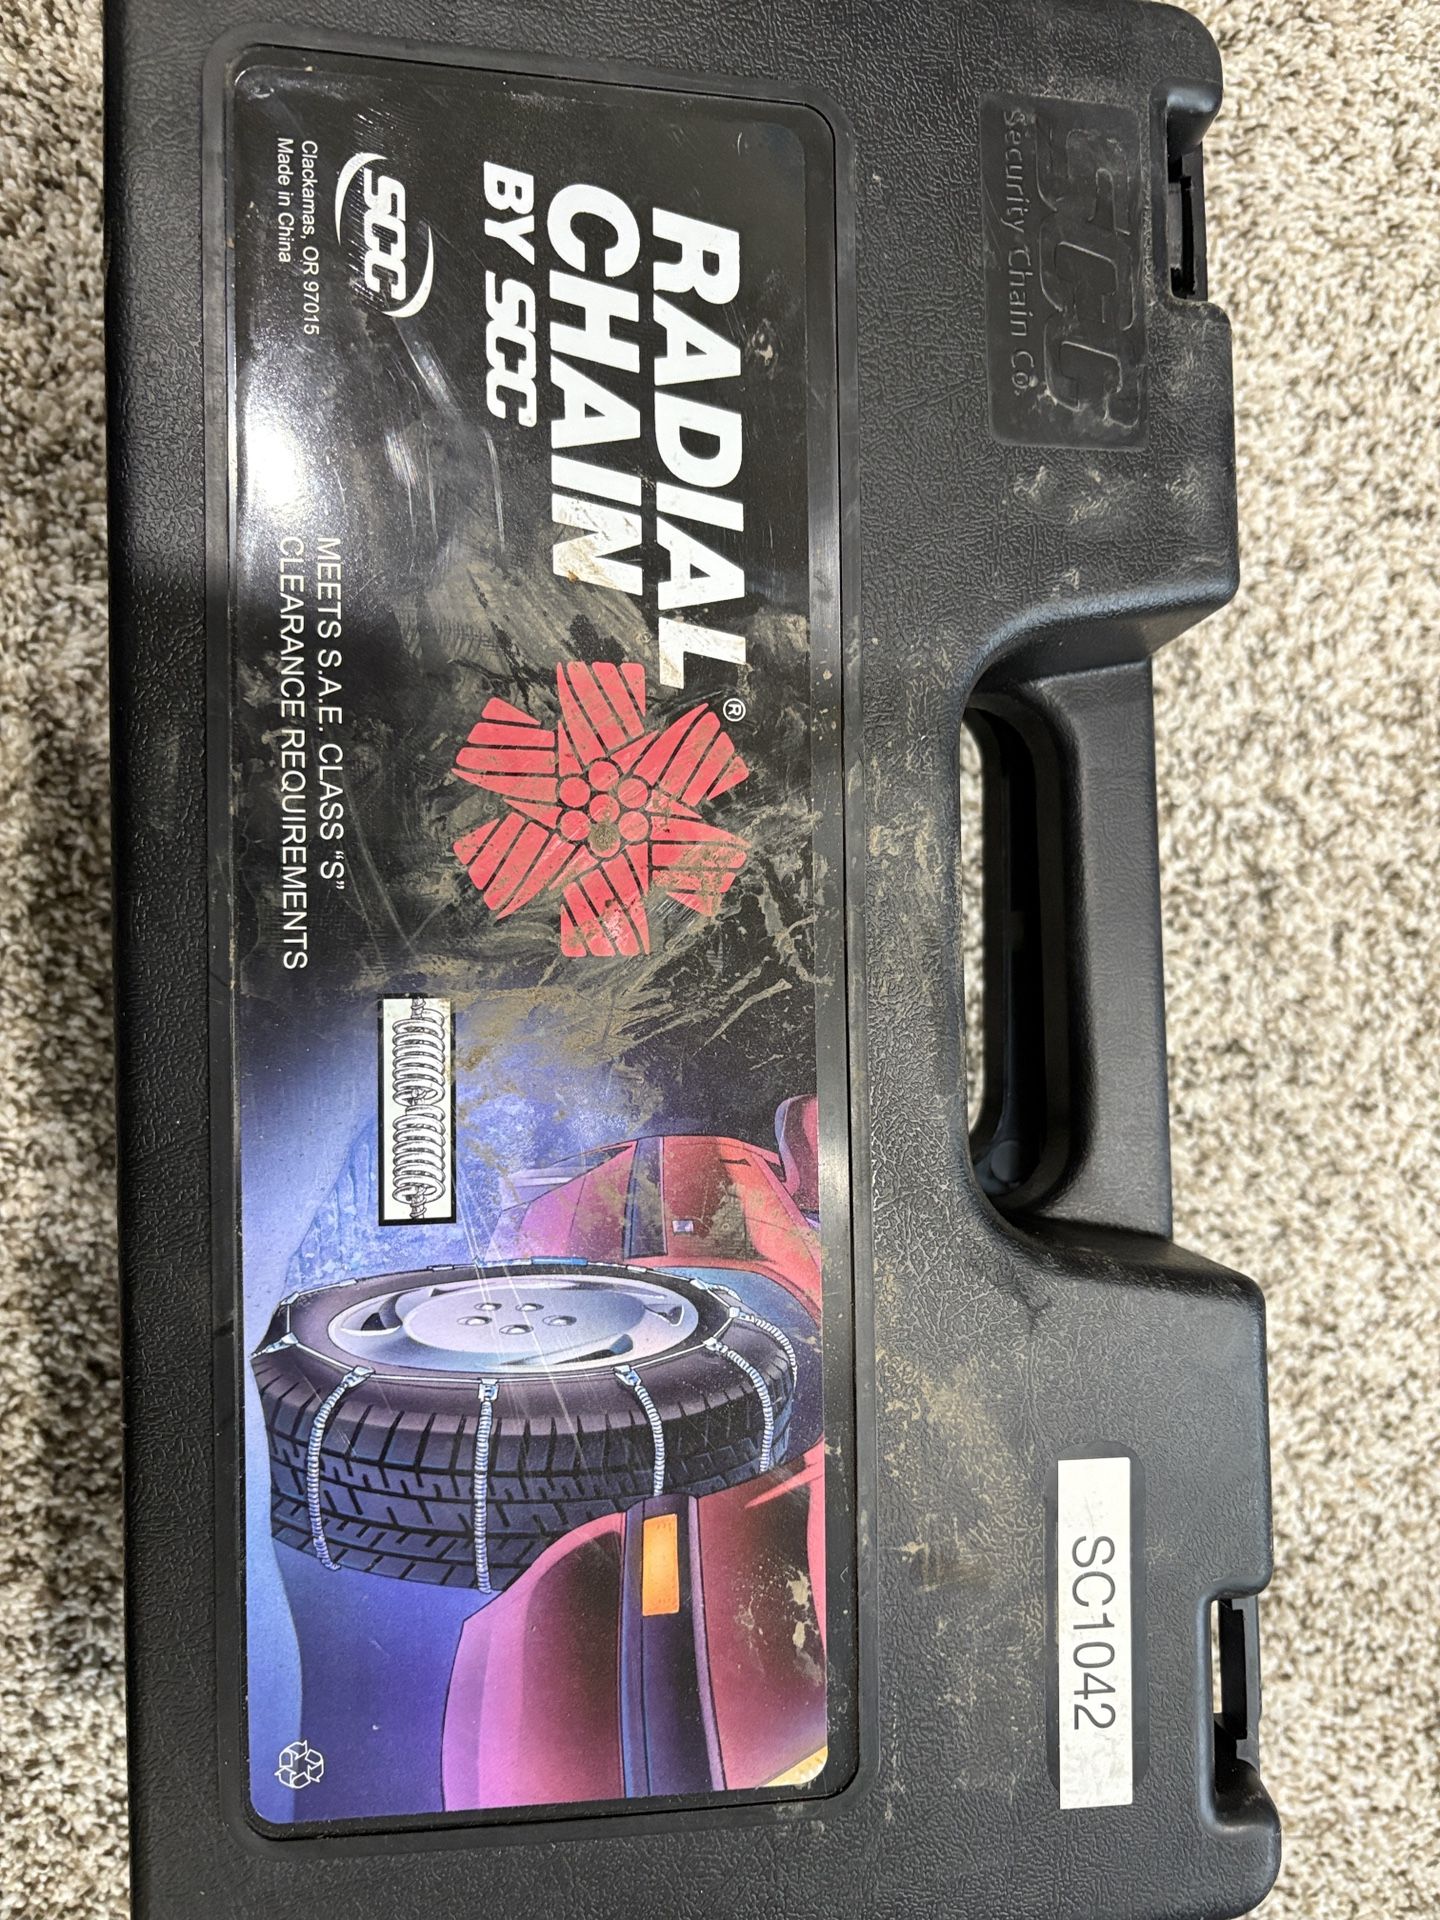 SCC
Security Chain Co.
SC1042
RADIAL
CHAIN
BY SCC
®
SCC
Clackamas, OR 97015
Made in China
MEETS S.A.E. CLASS “S”
CLEARANCE REQUIREMENTS